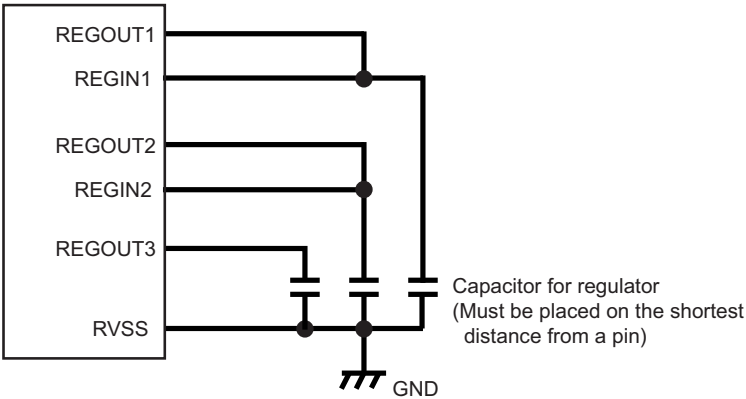 REGOUT1
REGIN1
REGOUT2
REGIN2
REGOUT3
RVSS
Capacitor for regulator
(Must be placed on the shortest
distance from a pin)
GND